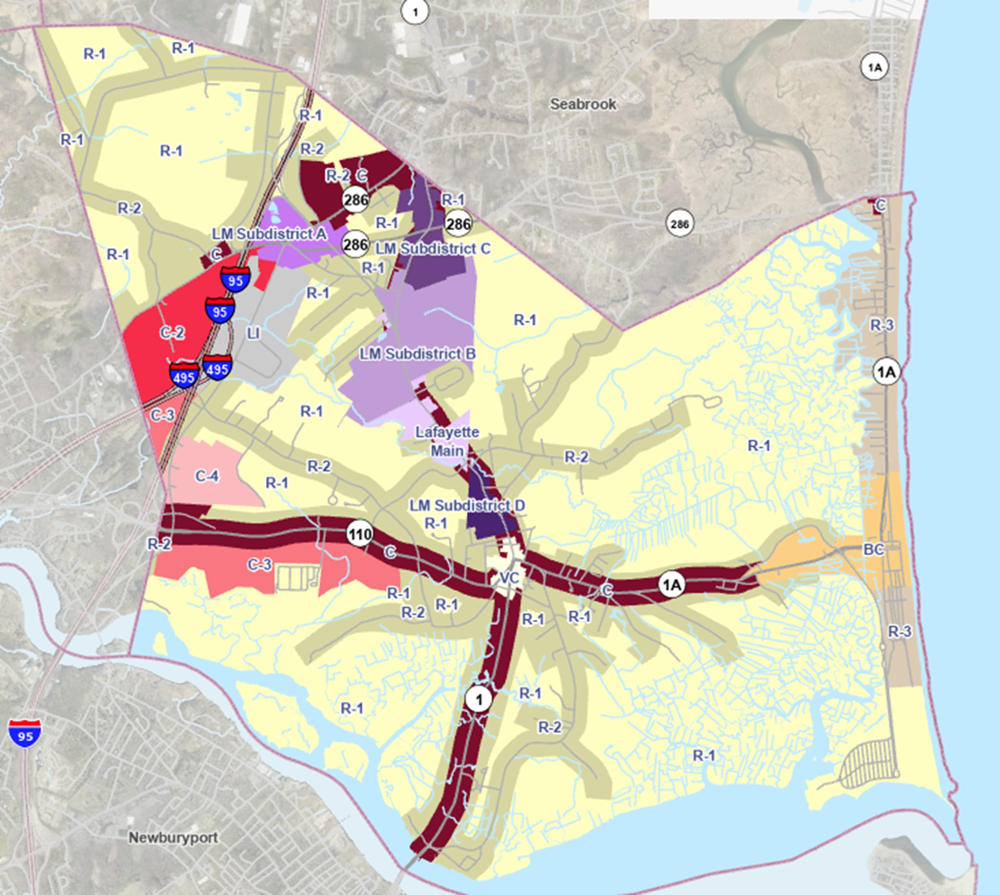 1
R-1
R-1
1A
Seabrook
R-1
R-1
R-1
R-2
R-2 C
286
R-1
286
286
R-2
C
R-1
LM Subdistrict A
286
LM Subdistrict C
R-1
C
R-1
95
R-1
95
R-1
R-3
C-2
LI
LM Subdistrict B
495
495
1A
C-3
R-1
Lafayette
Main
R-1
R-2
R-2
C-4
R-1
LM Subdistrict D
R-1
110
R-2
C
BC
C-3
VC
1A
R-1
C
R-2
R-1
R-1
R-1
R-3
1
R-1
R-1
R-2
95
R-1
Newburyport